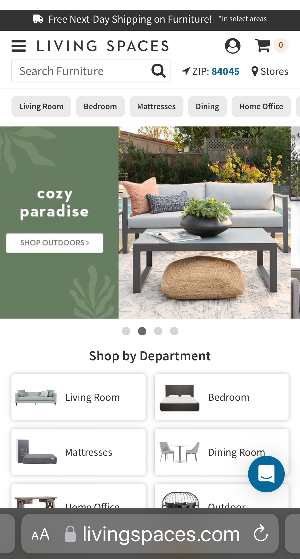 Free Next Day Shipping on Furniture! *In select areas
LIVING SPACES
0
Search Furniture
ZIP: 84045
Stores
Living Room Bedroom Mattresses Dining Home Office
cozy
paradise
SHOP OUTDOORS >
Shop by Department
Living Room Bedroom
Mattresses Dining Room
Home Office Outdoor
AA livingspaces.com